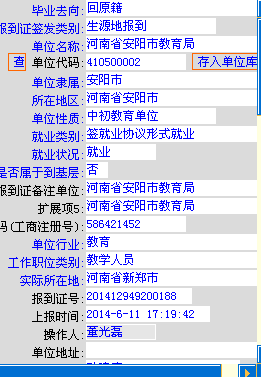 毕业去向: 回原籍
报到证签发类别: 生源地报到
单位名称: 河南省安阳市教育局
查 单位代码: 410500002 存入单位库
单位隶属: 安阳市
所在地区: 河南省安阳市
单位性质: 中初教育单位
就业类别: 签就业协议形式就业
就业状况: 就业
是否属于到基层: 否
报到证备注单位: 河南省安阳市教育局
扩展项5: 河南省安阳市教育局
码(工商注册号): 586421452
单位行业: 教育
工作职位类别: 教学人员
实际所在地: 河南省新郑市
报到证号: 201412949200188
上报时间: 2014-6-11 17:19:42
操作人: 董光磊
单位地址: